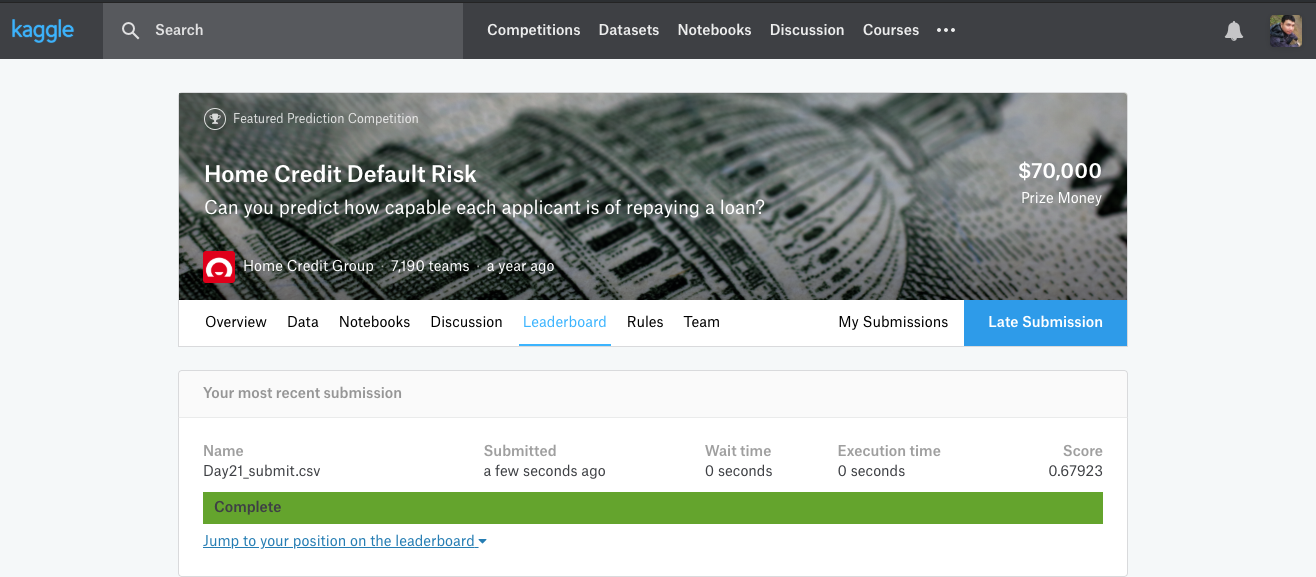 kaggle Search Competitions Datasets Notebooks Discussion Courses •••
Featured Prediction Competition
Home Credit Default Risk
$70,000
Can you predict how capable each applicant is of repaying a loan?
Prize Money
Home Credit Group · 7,190 teams · a year ago
Overview Data Notebooks Discussion Leaderboard Rules Team My Submissions Late Submission
Your most recent submission
Name Submitted Wait time Execution time Score
Day21_submit.csv a few seconds ago 0 seconds 0 seconds 0.67923
Complete
Jump to your position on the leaderboard